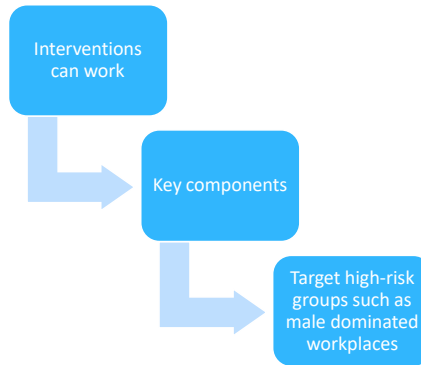 Interventions
can work
Key components
Target high-risk
groups such as
male dominated
workplaces